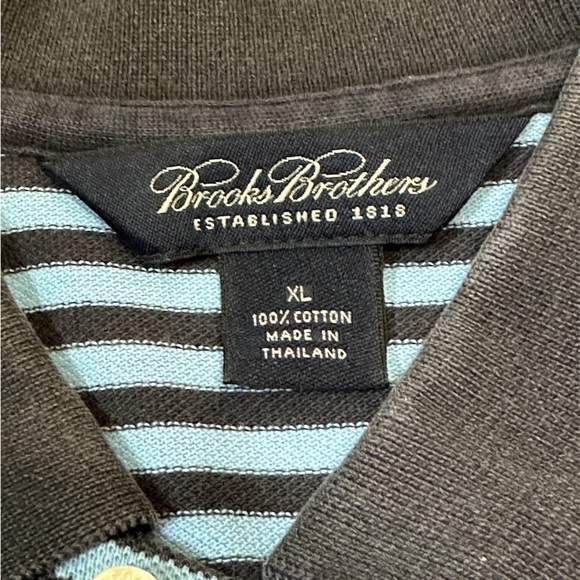 Brooks Brothers
ESTABLISHED 1818
XL
100% COTTON
MADE IN
THAILAND